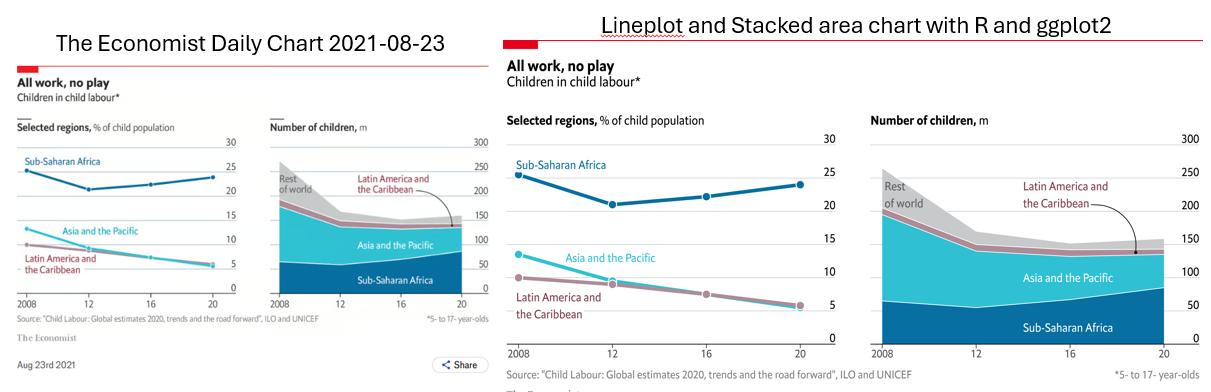 The Economist Daily Chart 2021-08-23
All work, no play
Children in child labour*
Selected regions, % of child population
30
25
20
15
10
5
0
Sub-Saharan Africa
Asia and the Pacific
Latin America and
the Caribbean
2008
12
16
20
Number of children, m
300
250
200
150
100
50
0
Rest
of world
Latin America and
the Caribbean
Asia and the Pacific
Sub-Saharan Africa
2008
12
16
20
Source: "Child Labour: Global estimates 2020, trends and the road forward", ILO and UNICEF
*5- to 17- year-olds
The Economist
Aug 23rd 2021
Share
Lineplot and Stacked area chart with R and ggplot2
All work, no play
Children in child labour*
Selected regions, % of child population
30
25
20
15
10
5
0
Sub-Saharan Africa
Asia and the Pacific
Latin America and
the Caribbean
2008
12
16
20
Number of children, m
300
250
200
150
100
50
0
Rest
of world
Latin America and
the Caribbean
Asia and the Pacific
Sub-Saharan Africa
2008
12
16
20
Source: "Child Labour: Global estimates 2020, trends and the road forward", ILO and UNICEF
*5- to 17- year-olds